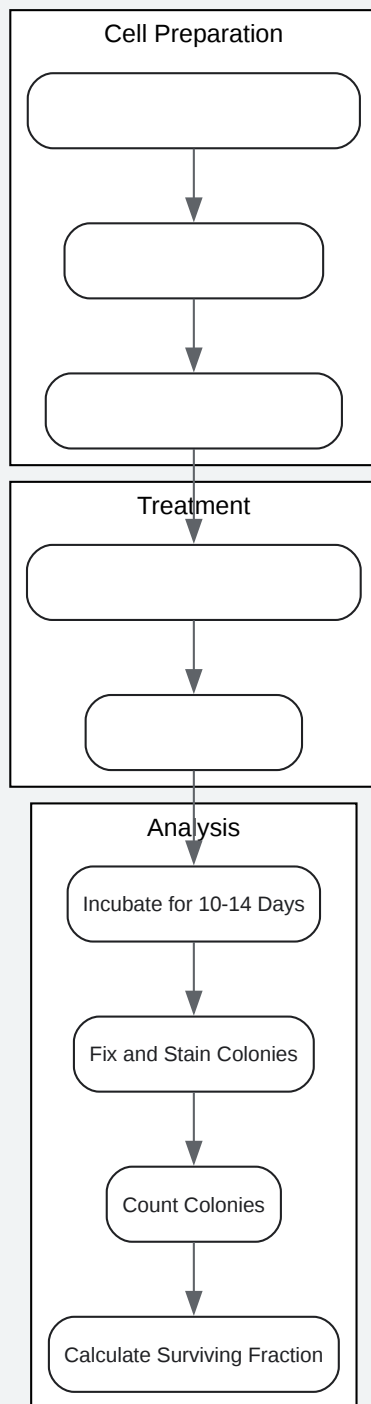 Cell Preparation
Treatment
Analysis
Incubate for 10-14 Days
Fix and Stain Colonies
Count Colonies
Calculate Surviving Fraction